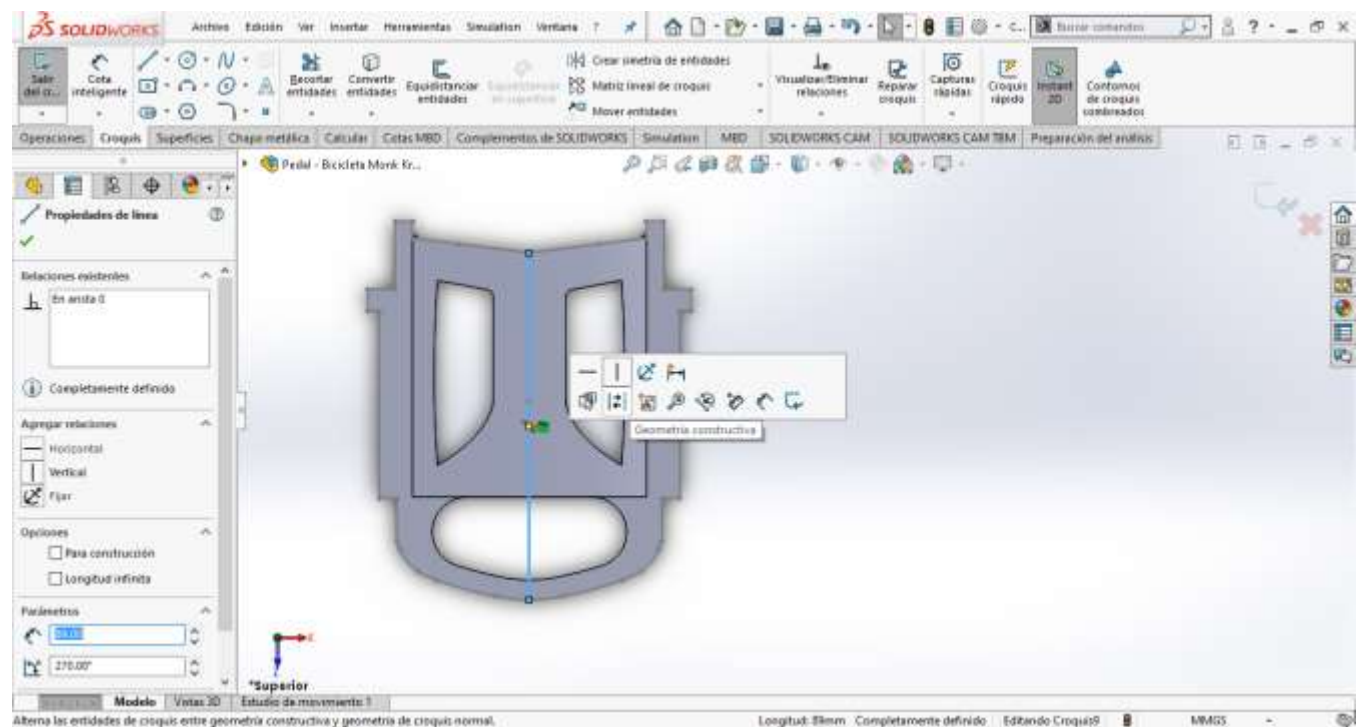 SOLIDWORKS Archivo Edición Ver Insertar Herramientas Simulation Ventana ?
Buscar comandos
Salir del cr... Cota inteligente
Recortar entidades Convertir entidades Equidistanciar entidades
Crear simetría de entidades
Matriz lineal de croquis
Mover entidades
Visualizar/Eliminar relaciones Reparar croquis Capturas rápidas Croquis rápido Instant 2D Contornos de croquis sombreados
Operaciones Croquis Superficies Chapa metálica Calcular Cotas MBD Complementos de SOLIDWORKS Simulation MBD SOLIDWORKS CAM SOLIDWORKS CAM TBM Preparación del análisis
Pedal - Bicicleta Monk Kr...
Propiedades de línea
Relaciones existentes
En arista 0
Completamente definido
Agregar relaciones
Horizontal
Vertical
Fijar
Opciones
Para construcción
Longitud infinita
Parámetros
270.00°
Geometría constructiva
X
Z
*Superior
Modelo Vistas 3D Estudio de movimiento 1
Alterna las entidades de croquis entre geometría constructiva y geometría de croquis normal.
Completamente definido Editando Croquis9 MMGS